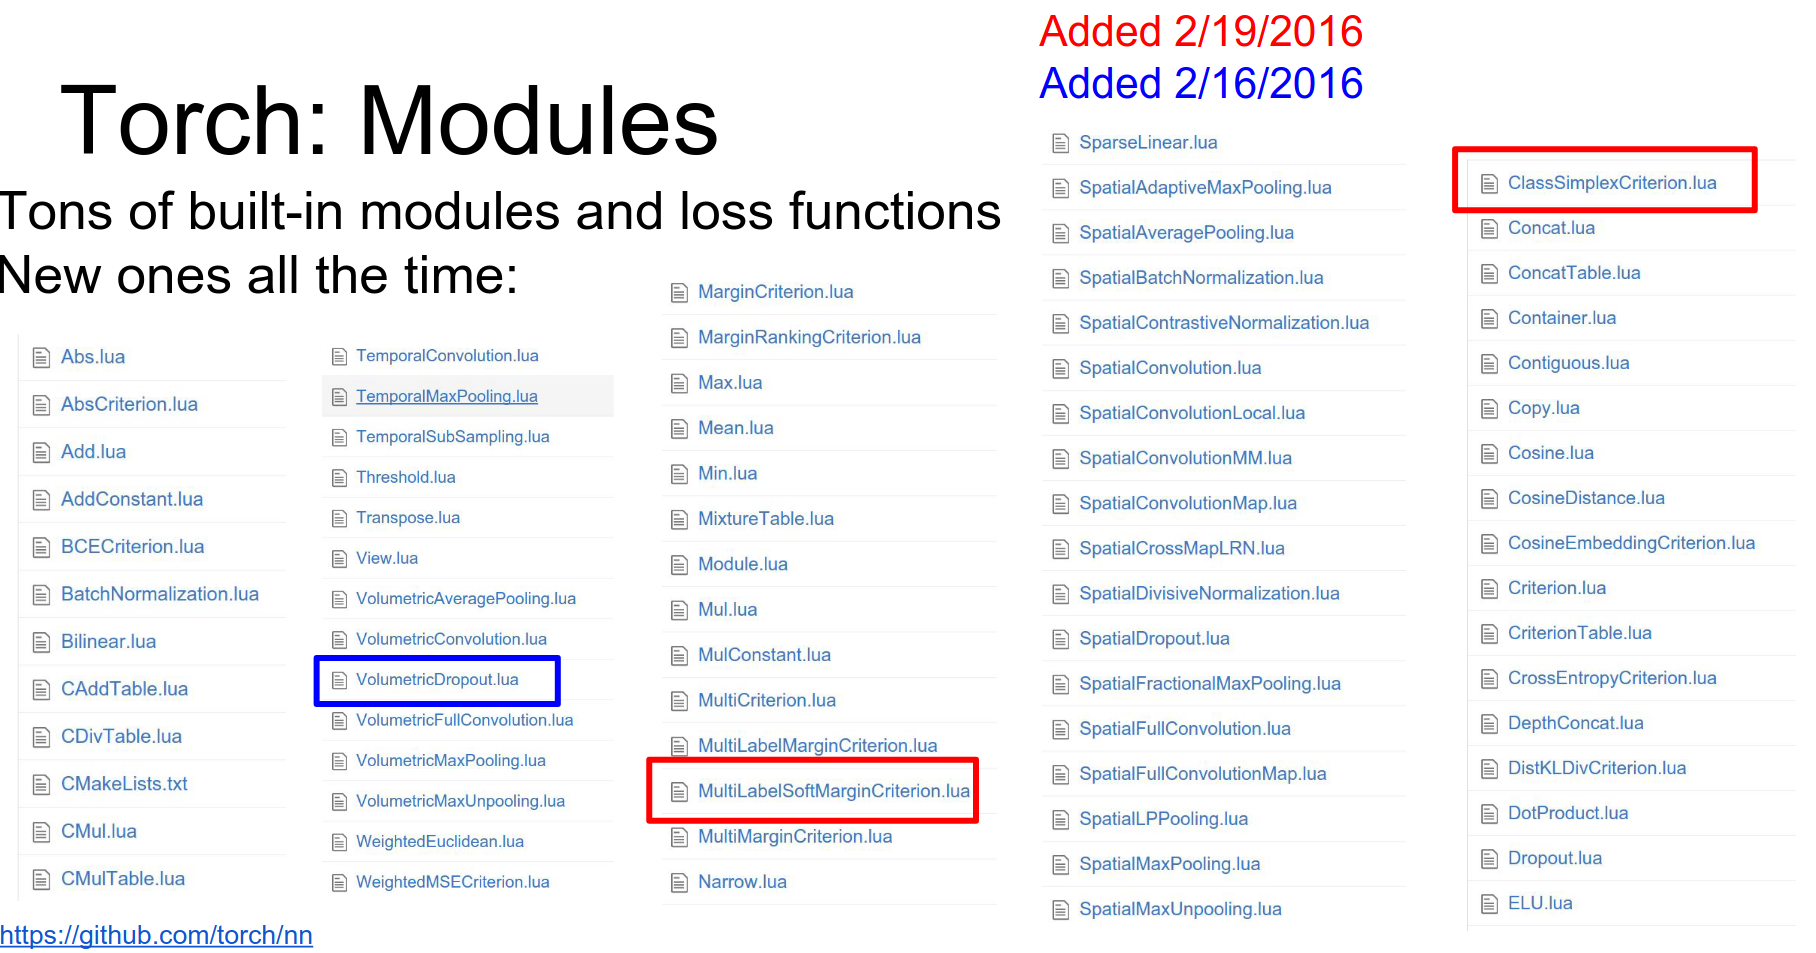 Added 2/19/2016
Added 2/16/2016
Torch: Modules
Tons of built-in modules and loss functions
New ones all the time:
Abs.lua
AbsCriterion.lua
Add.lua
AddConstant.lua
BCECriterion.lua
BatchNormalization.lua
Bilinear.lua
CAddTable.lua
CDivTable.lua
CMakeLists.txt
CMul.lua
CMulTable.lua
TemporalConvolution.lua
TemporalMaxPooling.lua
TemporalSubSampling.lua
Threshold.lua
Transpose.lua
View.lua
VolumetricAveragePooling.lua
VolumetricConvolution.lua
VolumetricDropout.lua
VolumetricFullConvolution.lua
VolumetricMaxPooling.lua
VolumetricMaxUnpooling.lua
WeightedEuclidean.lua
WeightedMSECriterion.lua
MarginCriterion.lua
MarginRankingCriterion.lua
Max.lua
Mean.lua
Min.lua
MixtureTable.lua
Module.lua
Mul.lua
MulConstant.lua
MultiCriterion.lua
MultiLabelMarginCriterion.lua
MultiLabelSoftMarginCriterion.lua
MultiMarginCriterion.lua
Narrow.lua
SparseLinear.lua
SpatialAdaptiveMaxPooling.lua
SpatialAveragePooling.lua
SpatialBatchNormalization.lua
SpatialContrastiveNormalization.lua
SpatialConvolution.lua
SpatialConvolutionLocal.lua
SpatialConvolutionMM.lua
SpatialConvolutionMap.lua
SpatialCrossMapLRN.lua
SpatialDivisiveNormalization.lua
SpatialDropout.lua
SpatialFractionalMaxPooling.lua
SpatialFullConvolution.lua
SpatialFullConvolutionMap.lua
SpatialLPPooling.lua
SpatialMaxPooling.lua
SpatialMaxUnpooling.lua
ClassSimplexCriterion.lua
Concat.lua
ConcatTable.lua
Container.lua
Contiguous.lua
Copy.lua
Cosine.lua
CosineDistance.lua
CosineEmbeddingCriterion.lua
Criterion.lua
CriterionTable.lua
CrossEntropyCriterion.lua
DepthConcat.lua
DistKLDivCriterion.lua
DotProduct.lua
Dropout.lua
ELU.lua
https://github.com/torch/nn